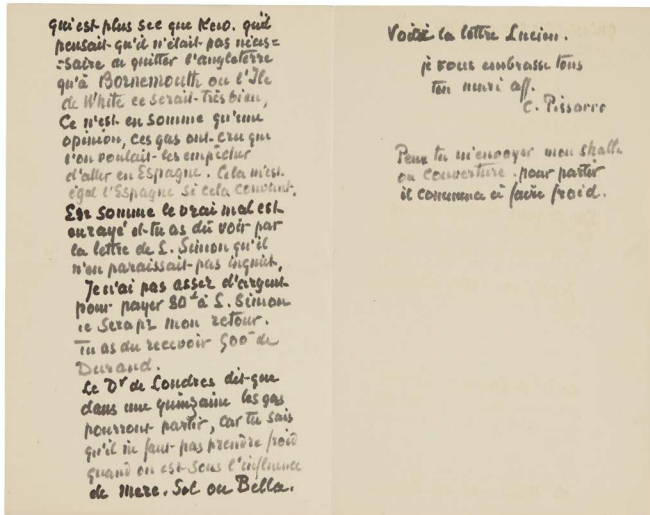 qui est plus sec que Kew. qu'il
pensait qu'il n'était pas néces=
=saire de quitter l'angleterre
qu'à Bornemouth ou l'Île
de White ce serait très bien,
Ce n'est en somme qu'une
opinion, ces gas ont cru que
l'on voulait les empêcher
d'aller en Espagne. Cela m'est
égal l'Espagne si cela convient.
En somme le vrai mal est
enrayé et tu as dû voir par
la lettre de L. Simon qu'il
n'en paraissait pas inquiet.
Je n'ai pas assez d'argent
pour payer 80£ à L. Simon
ce sera pr mon retour.
Tu as du recevoir 500f de
Durand.
Le Dr de Londres dit que
dans une quinzaine les gas
pourront partir, car tu sais
qu'il ne faut pas prendre froid
quand on est sous l'influence
de Merc. Sol ou Bella.
Voici la lettre Lucien.
je vous embrasse tous
ton mari aff.
C. Pissarro
Peux tu m'envoyer mon shall
ou couverture pour partir
il commence à faire froid.